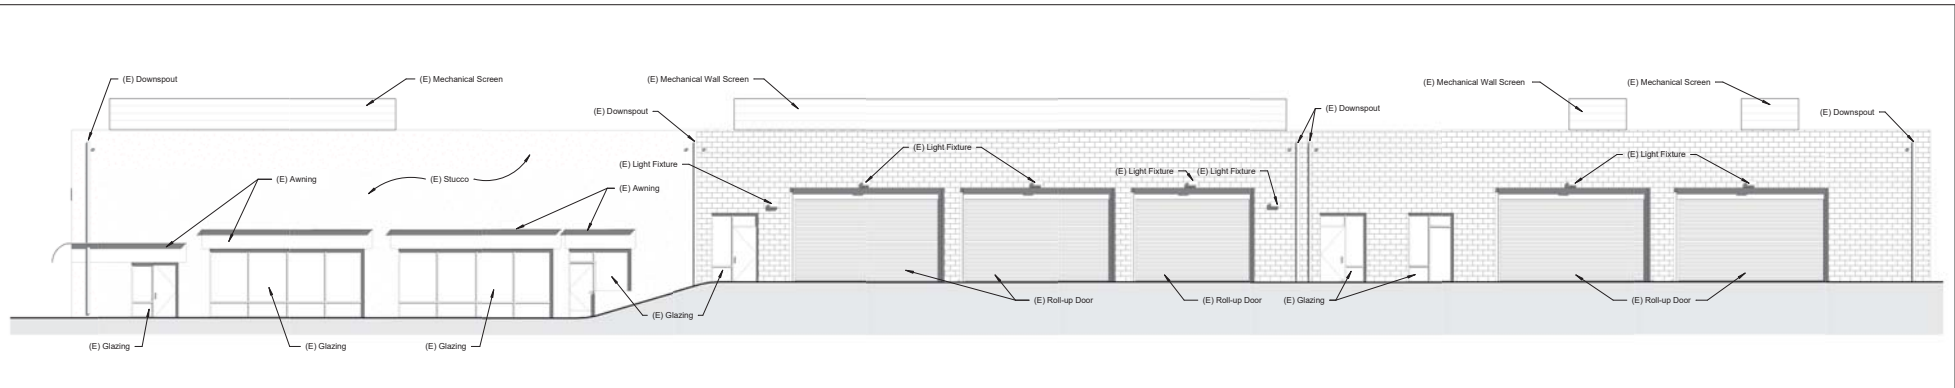 (E) Downspout
(E) Mechanical Screen
(E) Mechanical Wall Screen
(E) Mechanical Wall Screen
(E) Mechanical Screen
(E) Downspout
(E) Downspout
(E) Downspout
(E) Light Fixture
(E) Light Fixture
(E) Light Fixture
(E) Light Fixture
(E) Light Fixture
(E) Awning
(E) Stucco
(E) Awning
(E) Roll-up Door
(E) Roll-up Door
(E) Glazing
(E) Roll-up Door
(E) Glazing
(E) Glazing
(E) Glazing
(E) Glazing